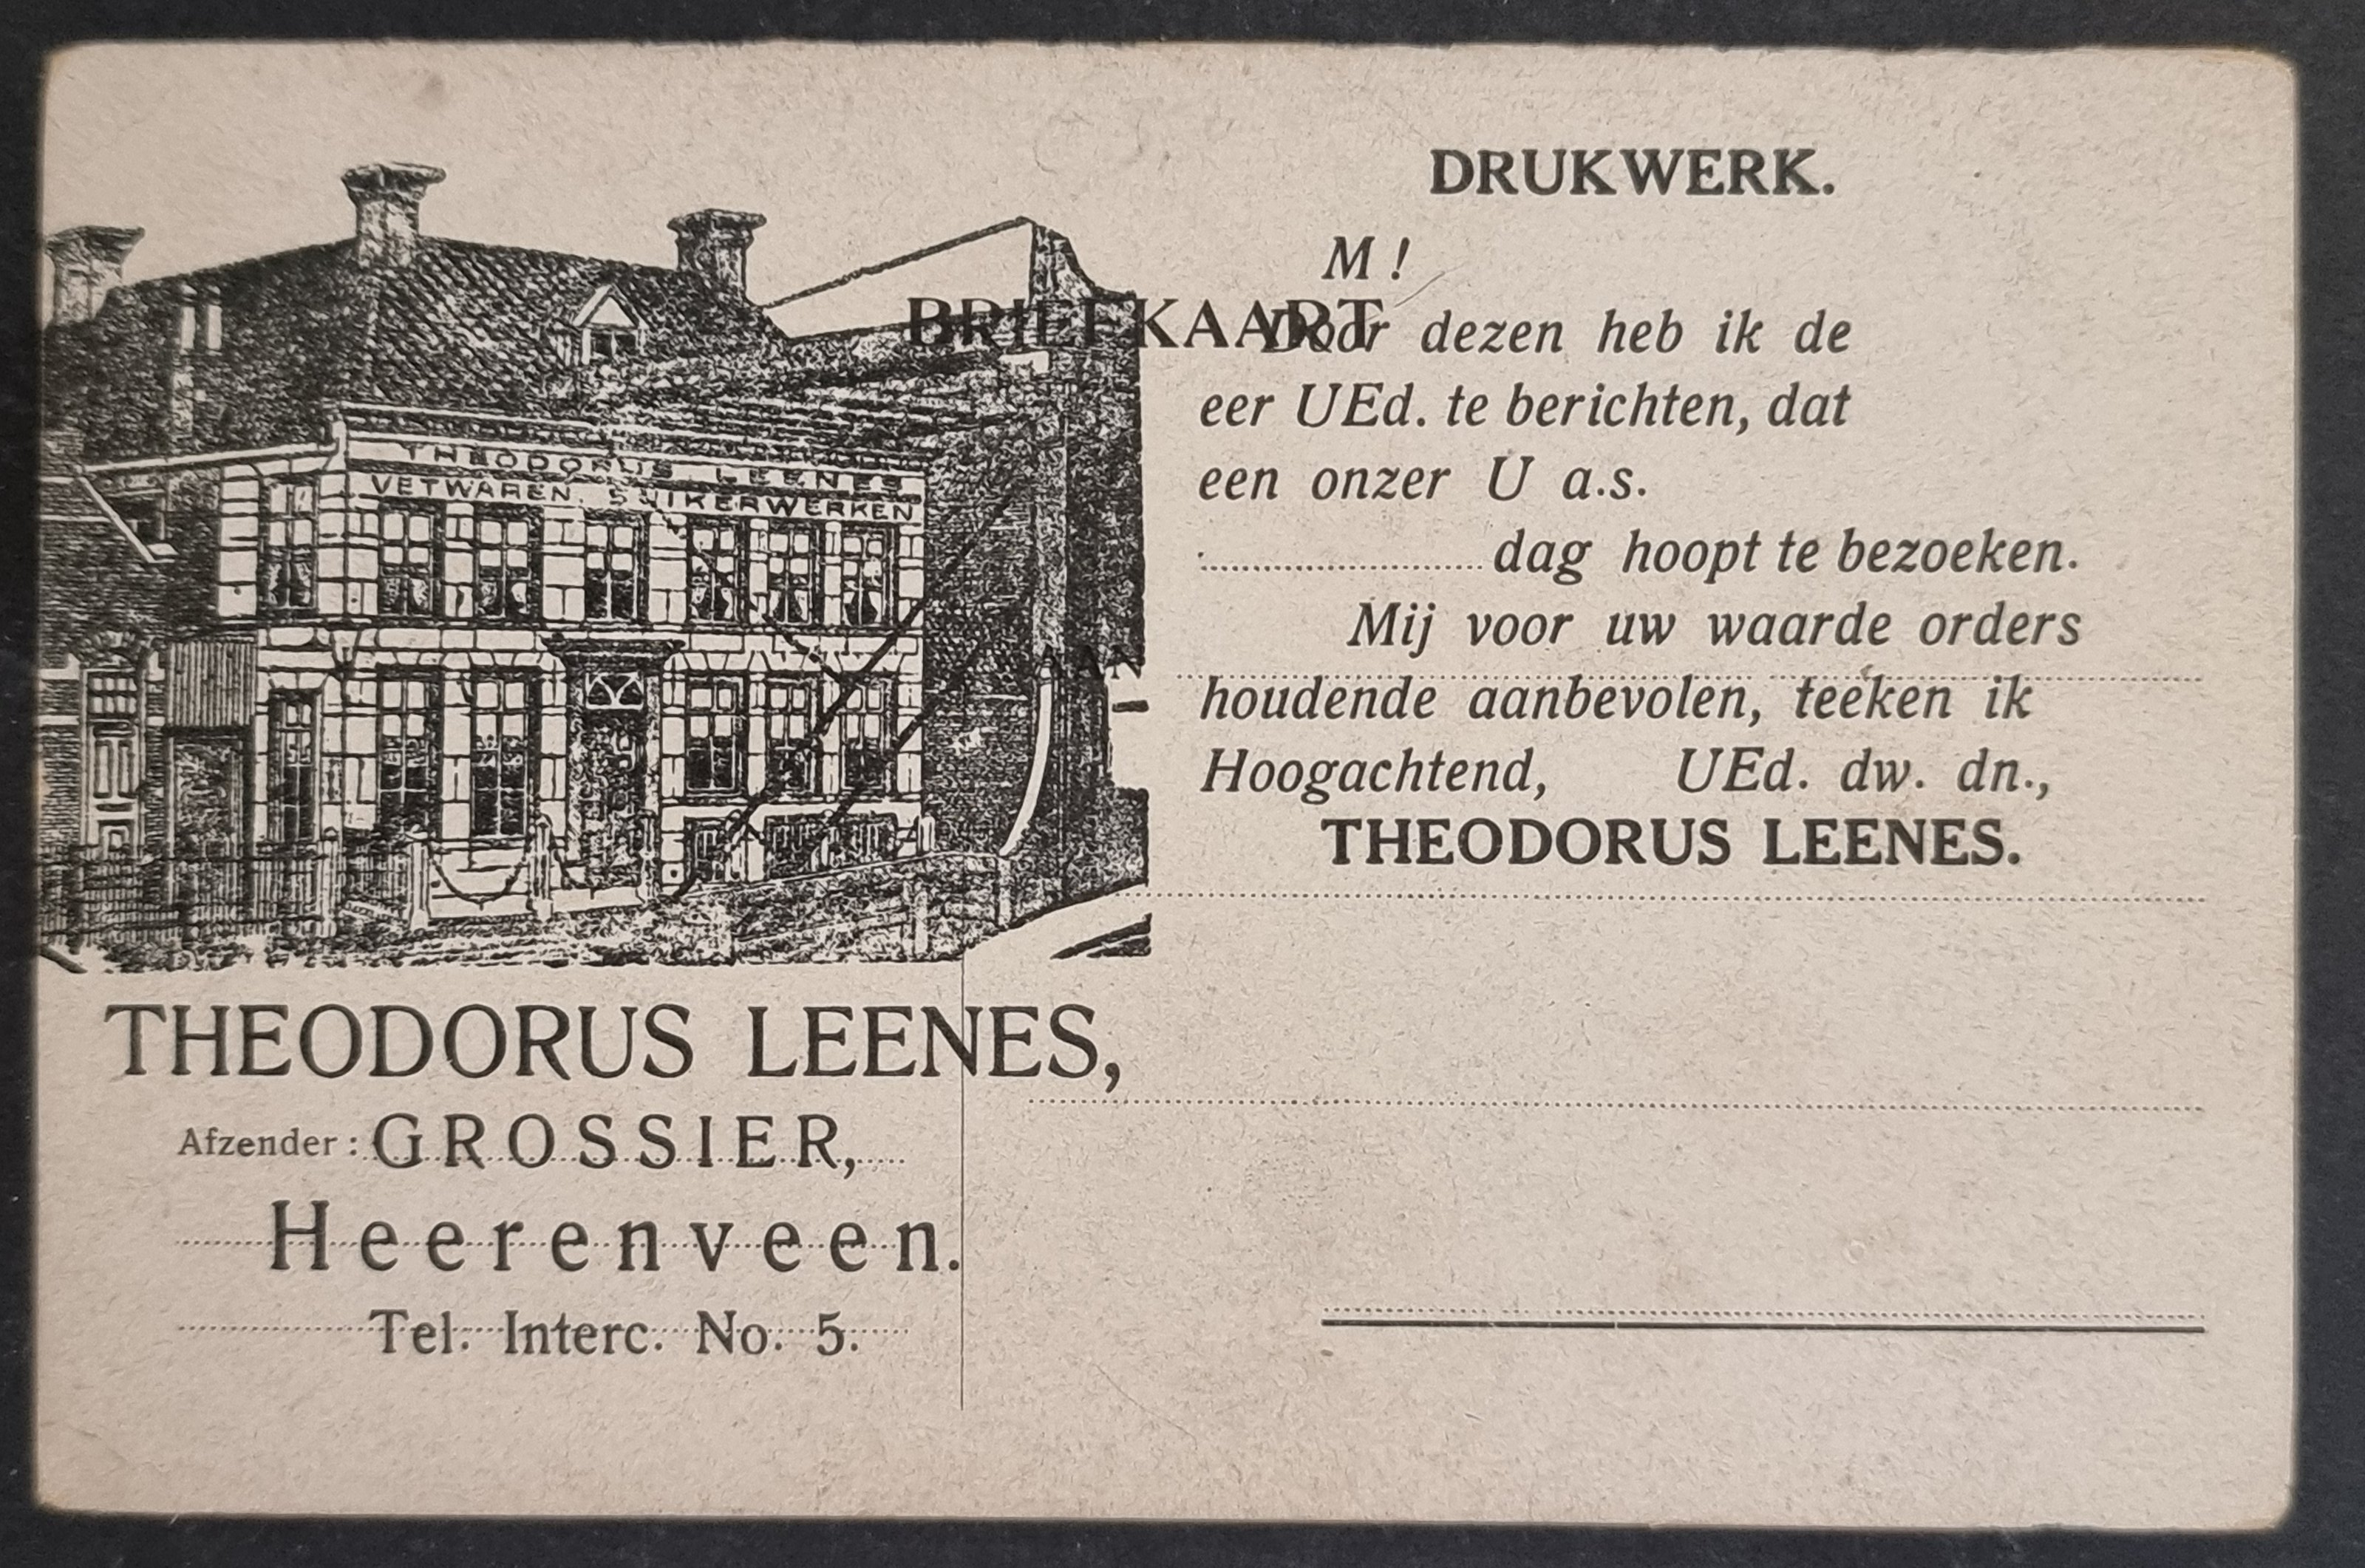 DRUKWERK.
M!
BRIEFKAART
Door dezen heb ik de
eer UEd. te berichten, dat
een onzer U a.s.
dag hoopt te bezoeken.
Mij voor uw waarde orders
houdende aanbevolen, teeken ik
Hoogachtend, UEd. dw. dn.,
THEODORUS LEENES.
THEODORUS LEENES
VETWAREN. SUIKERWERKEN
AAN
THEODORUS LEENES,
Afzender: GROSSIER,
Heerenveen.
Tel. Interc. No. 5.